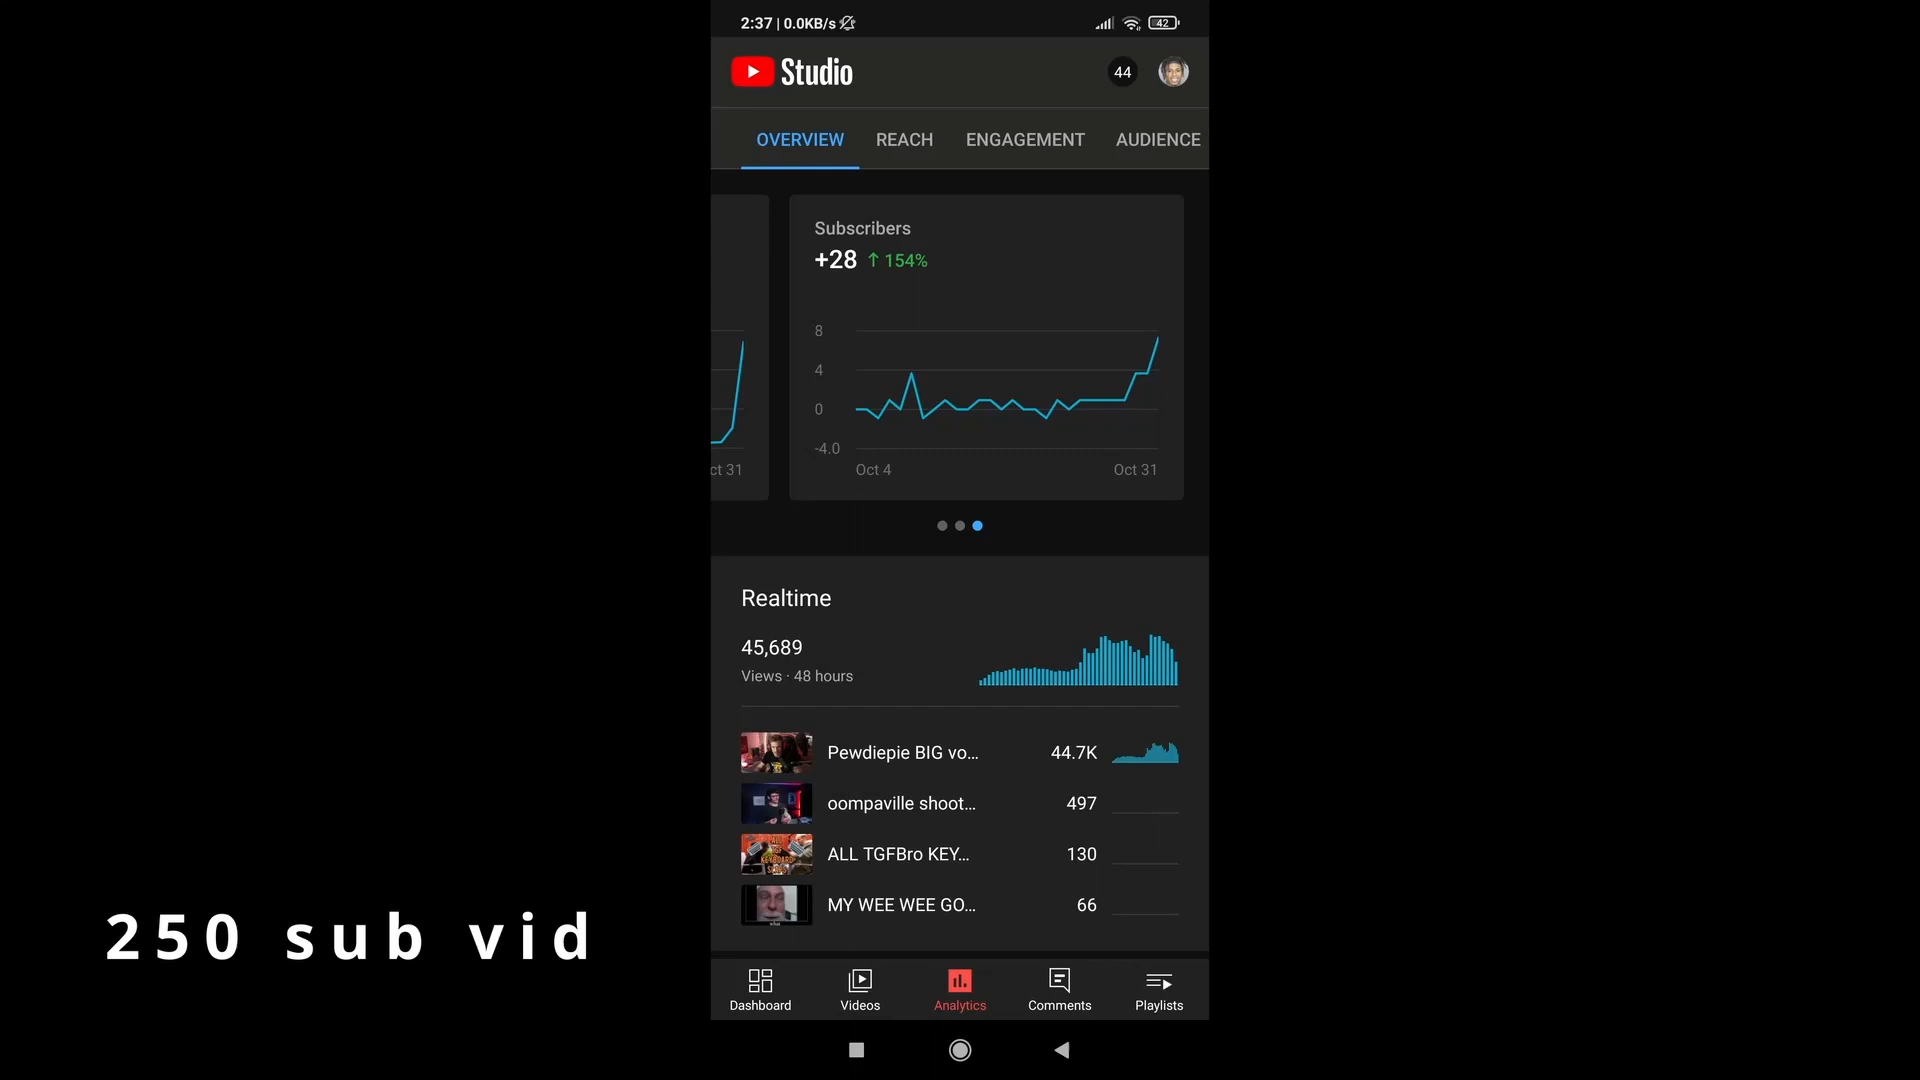 2:37 | 0.0KB/s
42
Studio
44
OVERVIEW REACH ENGAGEMENT AUDIENCE
Subscribers
+28 ↑ 154%
8
4
0
-4.0
Oct 4 Oct 31
ct 31
Realtime
45,689
Views · 48 hours
Pewdiepie BIG vo... 44.7K
oompaville shoot... 497
ALL TGFBro KEY... 130
MY WEE WEE GO... 66
250 sub vid
Dashboard Videos Analytics Comments Playlists